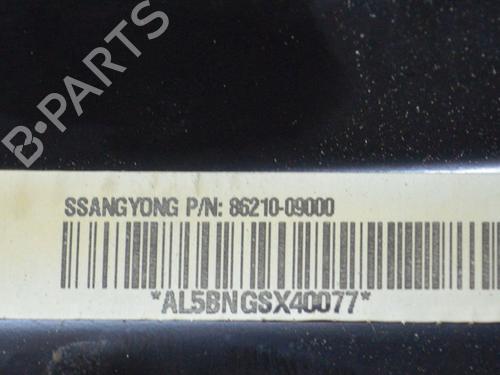 B-PARTS
SSANGYONG P/N: 86210-09000
*AL5BNGSX40077*